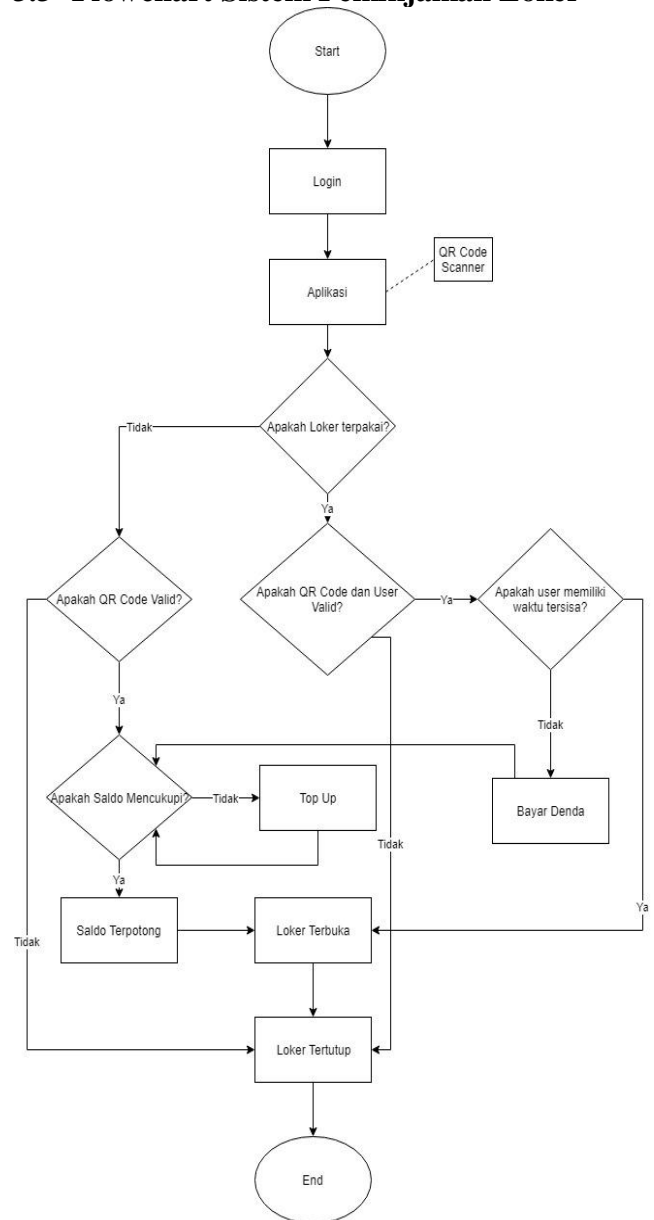 Start
Login
QR Code
Scanner
Aplikasi
Apakah Loker terpakai?
Tidak
Ya
Apakah QR Code Valid?
Apakah QR Code dan User
Valid?
Ya
Apakah user memiliki
waktu tersisa?
Ya
Tidak
Apakah Saldo Mencukupi?
Tidak
Top Up
Bayar Denda
Tidak
Ya
Saldo Terpotong
Loker Terbuka
Ya
Tidak
Loker Tertutup
End